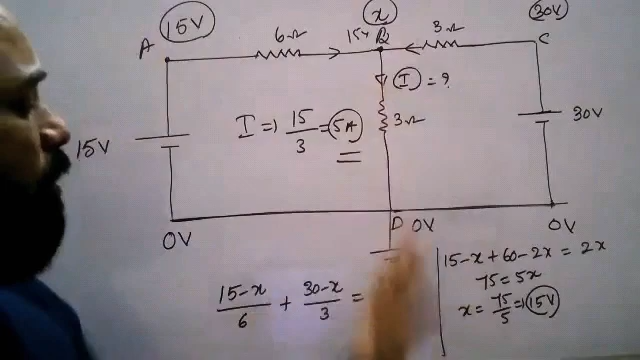 15V x 30V
A 6Ω 15V B 3Ω C
I = ?
I ⇒ 15/3 = 5A 3Ω
15V 30V
0V D 0V 0V
15-x+60-2x = 2x
75 = 5x
x = 75/5 ⇒ 15V
15-x/6 + 30-x/3 =